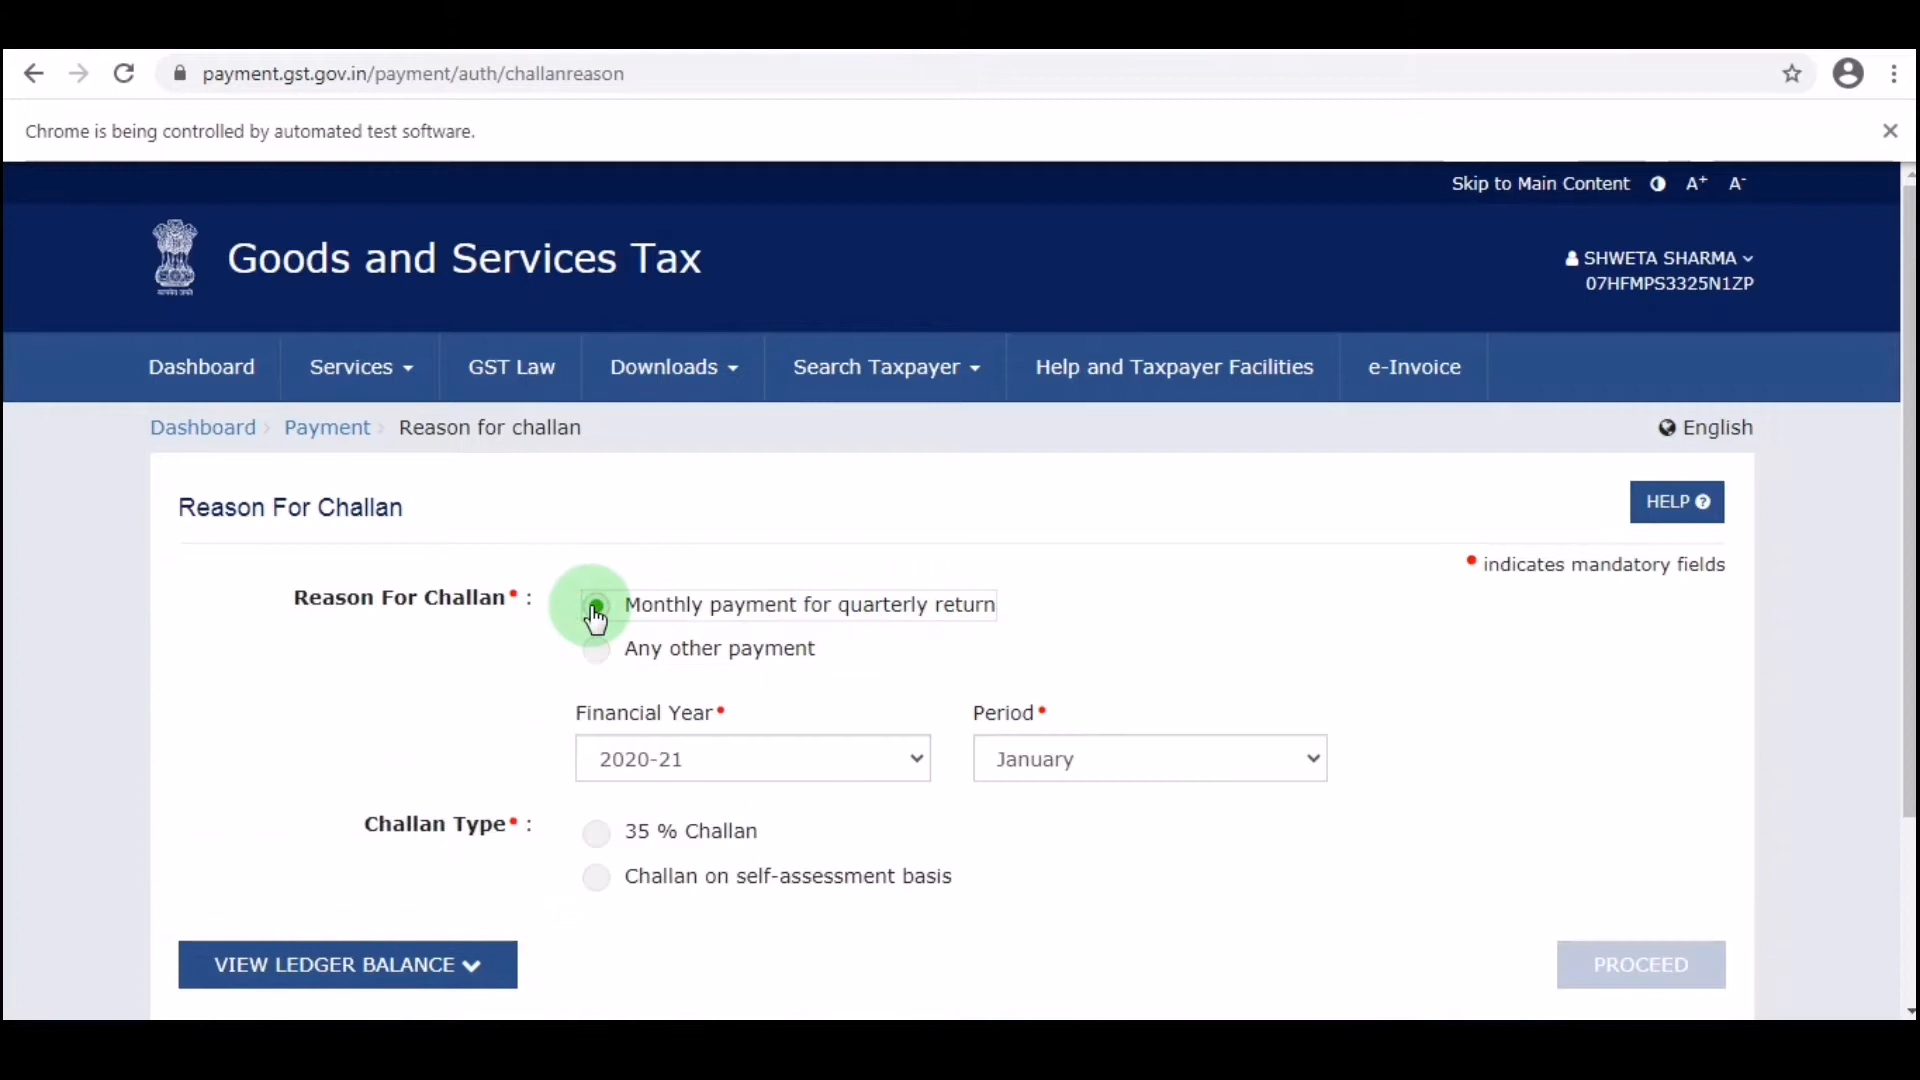 payment.gst.gov.in/payment/auth/challanreason
Chrome is being controlled by automated test software.
Skip to Main Content A+ A-
Goods and Services Tax
SHWETA SHARMA
07HFMPS3325N1ZP
Dashboard Services GST Law Downloads Search Taxpayer Help and Taxpayer Facilities e-Invoice
Dashboard Payment Reason for challan English
Reason For Challan HELP ?
• indicates mandatory fields
Reason For Challan• : Monthly payment for quarterly return
Any other payment
Financial Year• Period•
2020-21 January
Challan Type• : 35 % Challan
Challan on self-assessment basis
VIEW LEDGER BALANCE PROCEED